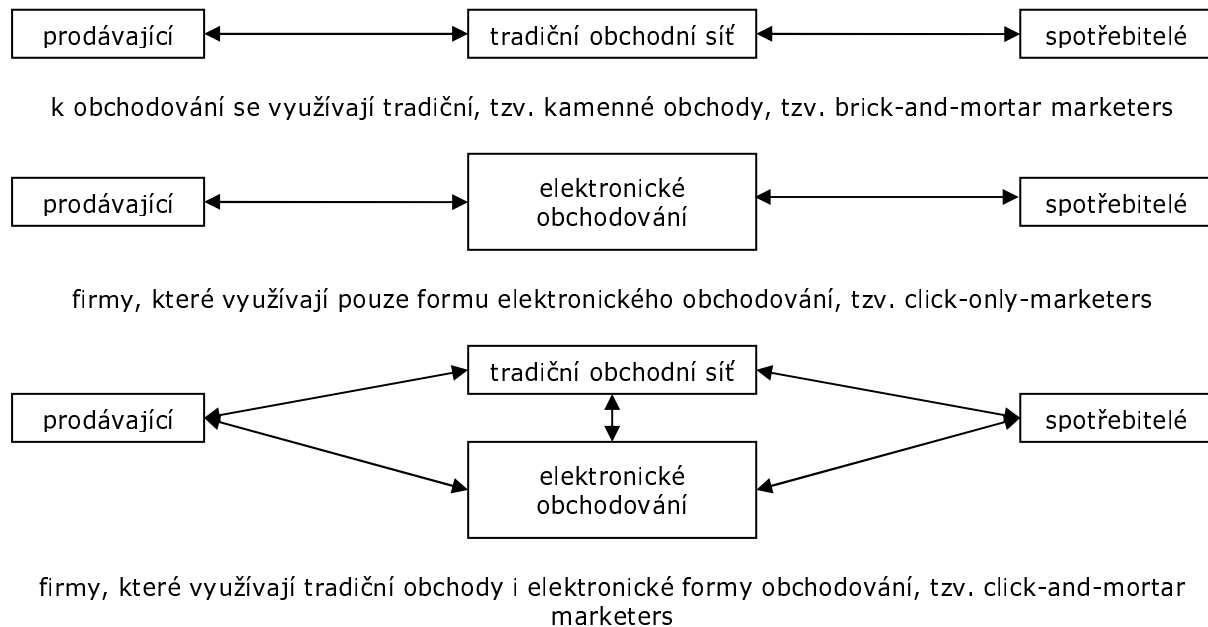 prodávající tradiční obchodní síť spotřebitelé
k obchodování se využívají tradiční, tzv. kamenné obchody, tzv. brick-and-mortar marketers
prodávající elektronické obchodování spotřebitelé
firmy, které využívají pouze formu elektronického obchodování, tzv. click-only-marketers
tradiční obchodní síť
prodávající spotřebitelé
elektronické
obchodování
firmy, které využívají tradiční obchody i elektronické formy obchodování, tzv. click-and-mortar
marketers